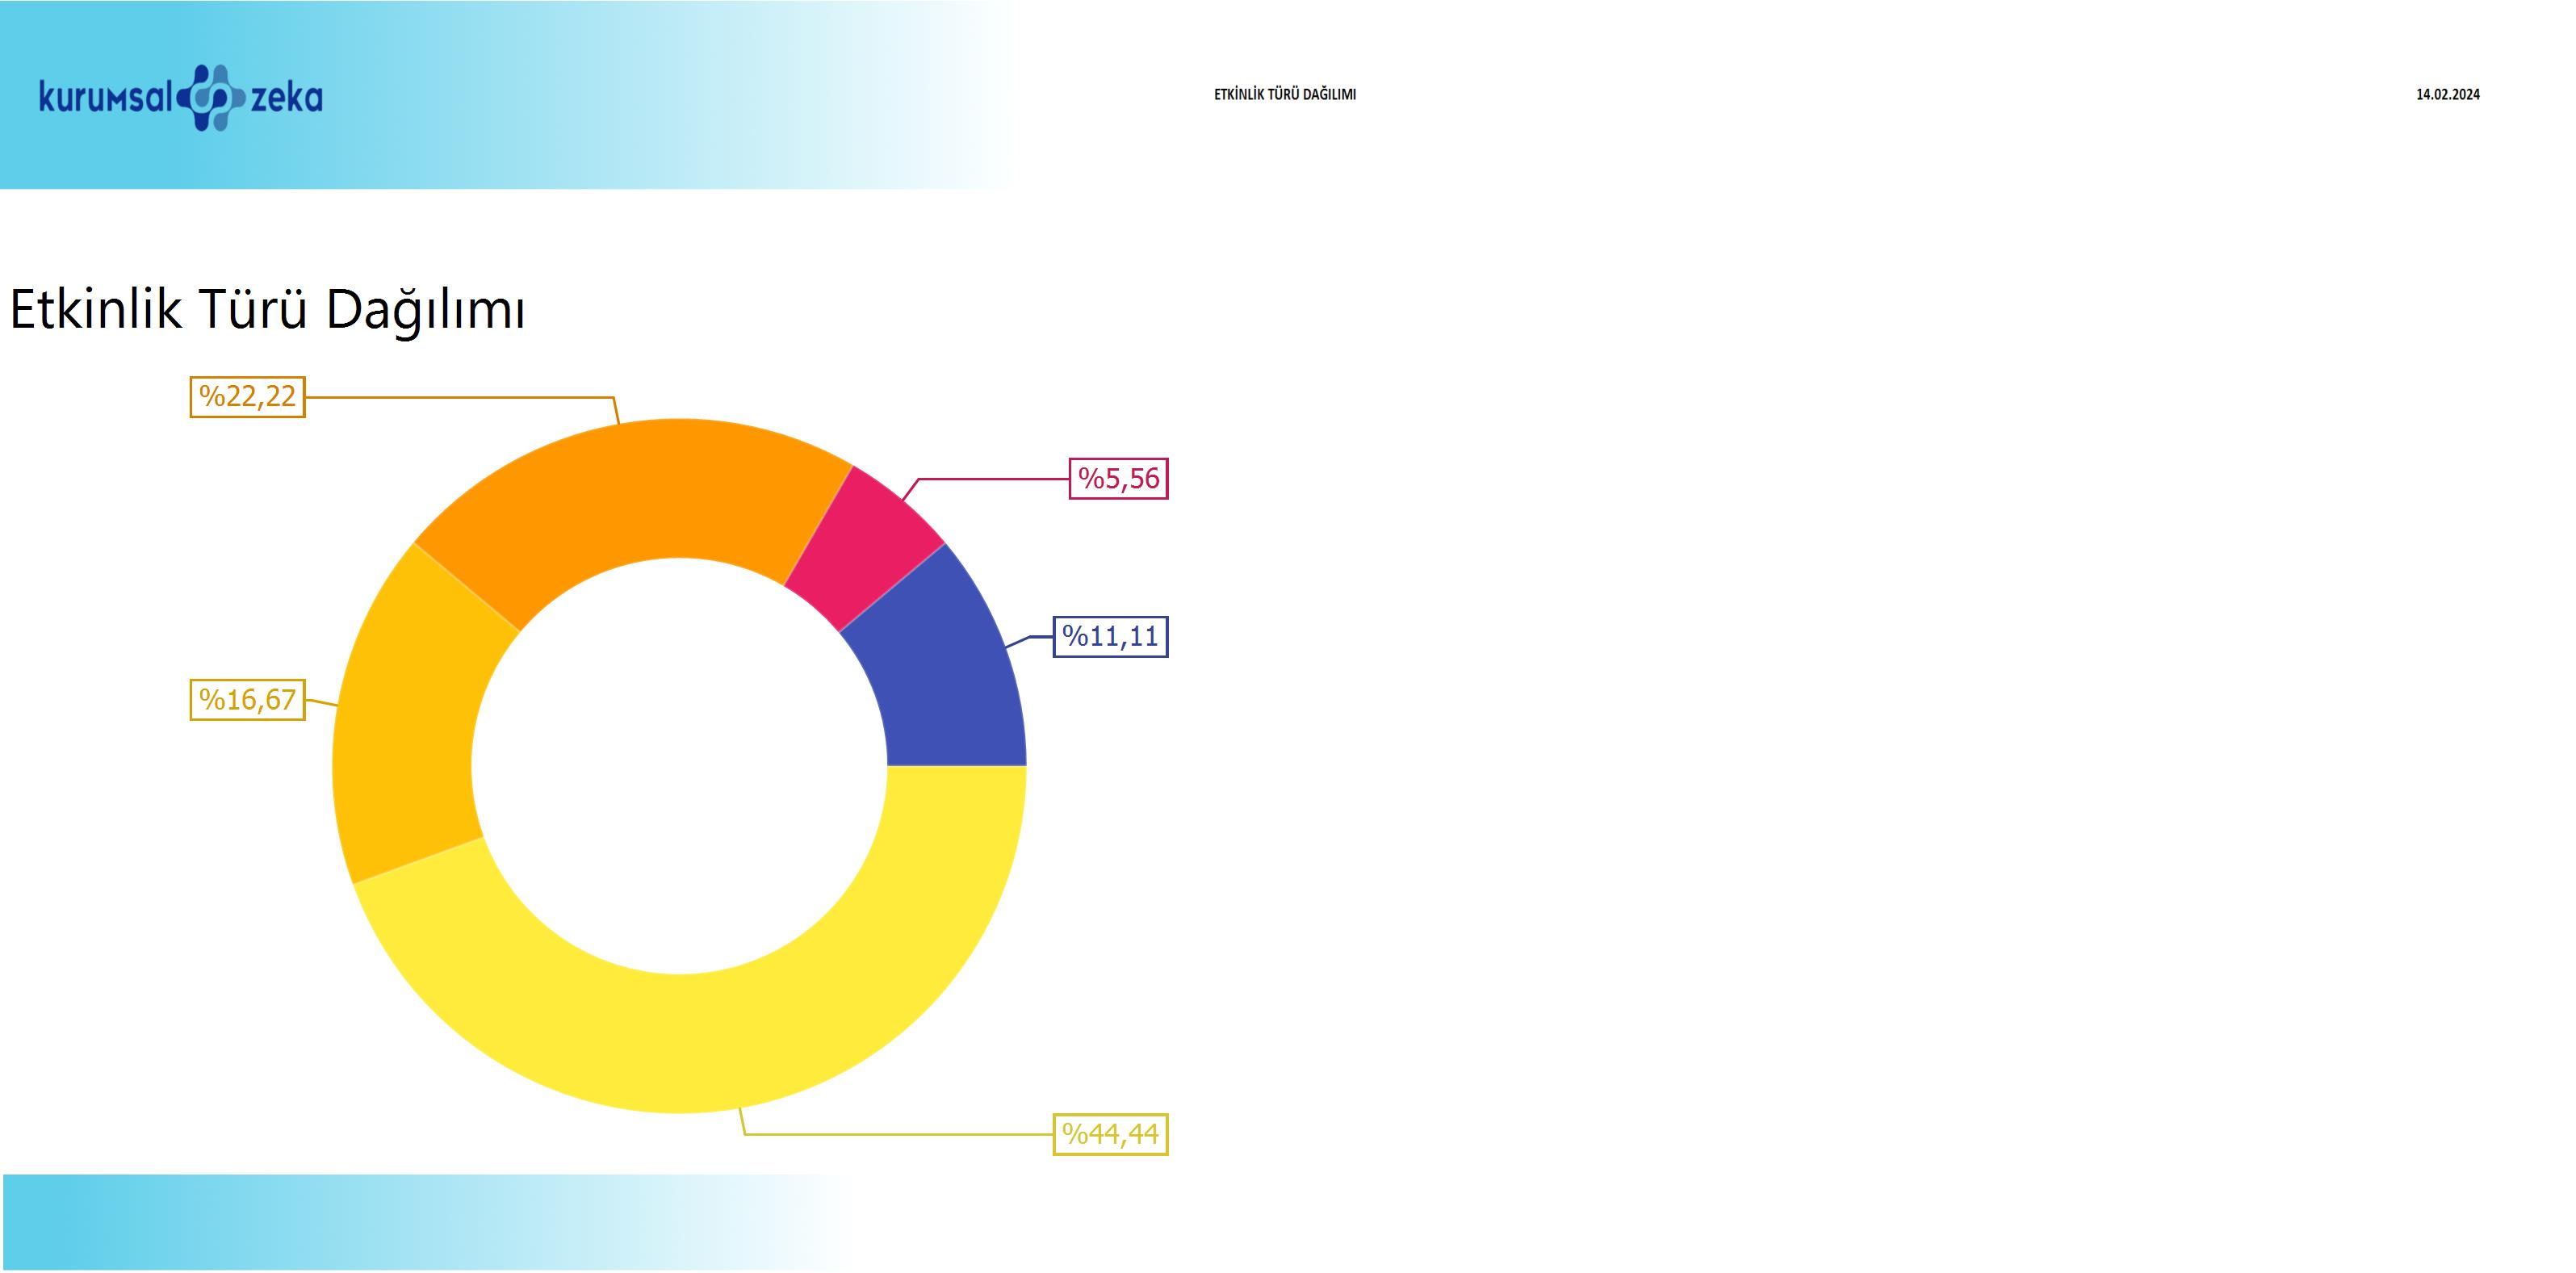 kurumsal zeka
ETKİNLİK TÜRÜ DAĞILIMI
14.02.2024
Etkinlik Türü Dağılımı
%22,22
%5,56
%11,11
%16,67
%44,44